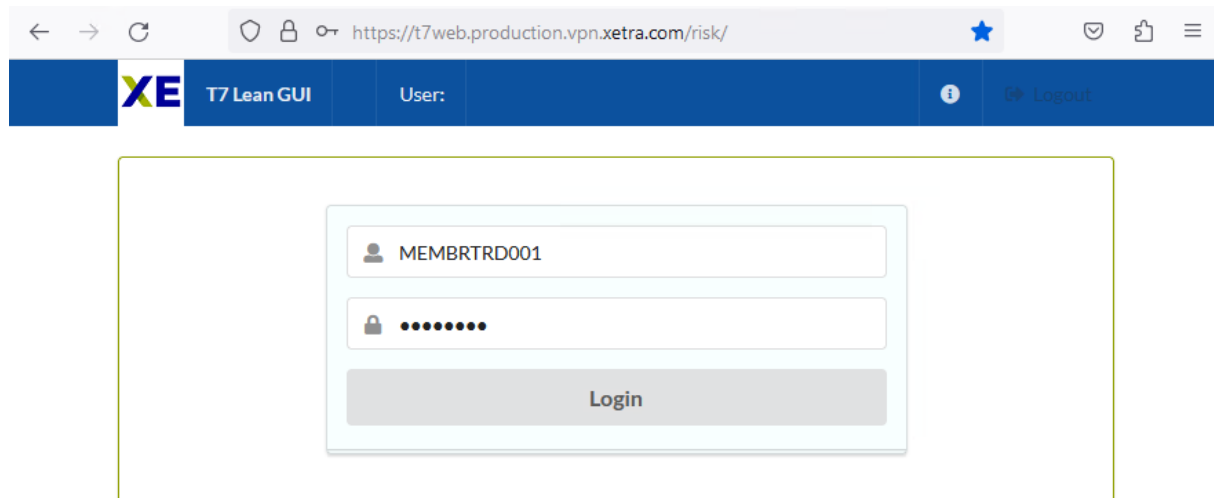 https://t7web.production.vpn.xetra.com/risk/
XE T7 Lean GUI User: Logout
MEMBRTRD001
••••••••
Login